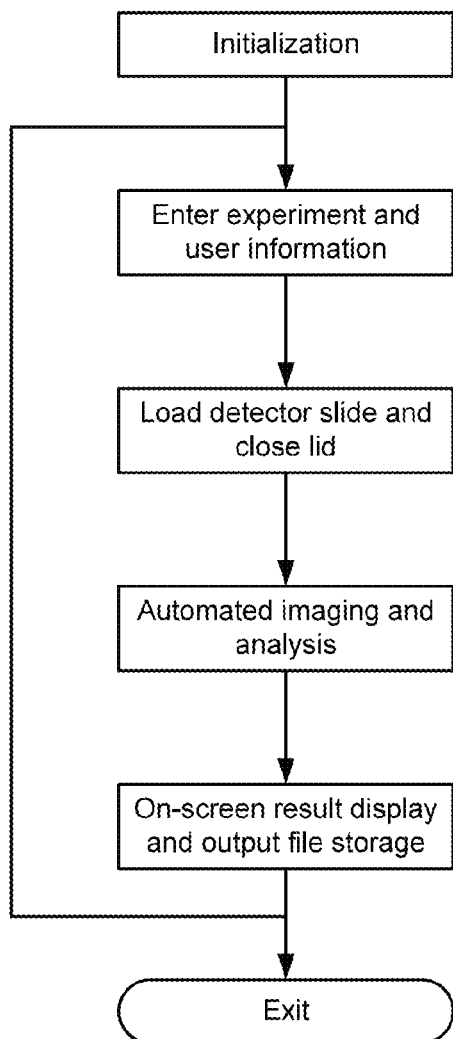 Initialization
Enter experiment and
user information
Load detector slide and
close lid
Automated imaging and
analysis
On-screen result display
and output file storage
Exit